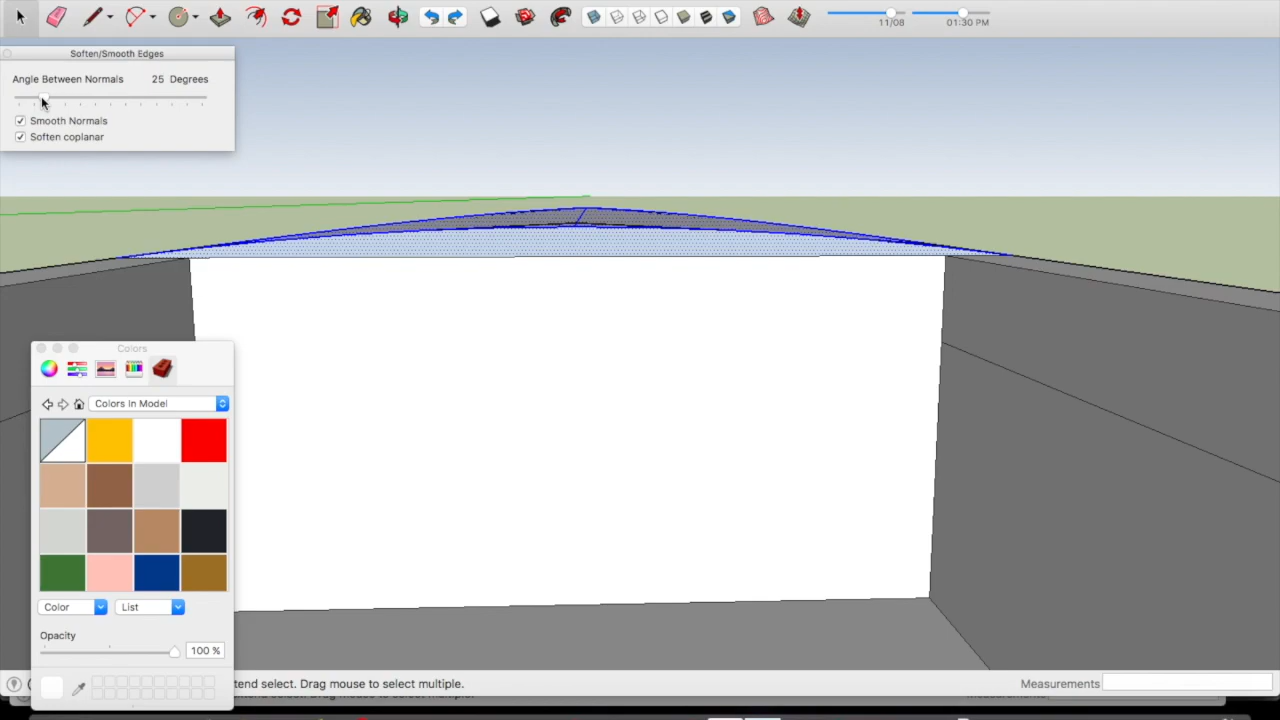 11/08 01:30 PM
Soften/Smooth Edges
Angle Between Normals 25 Degrees
Smooth Normals
Soften coplanar
Colors
Colors In Model
Color List
Opacity
100 %
tend select. Drag mouse to select multiple.
Measurements